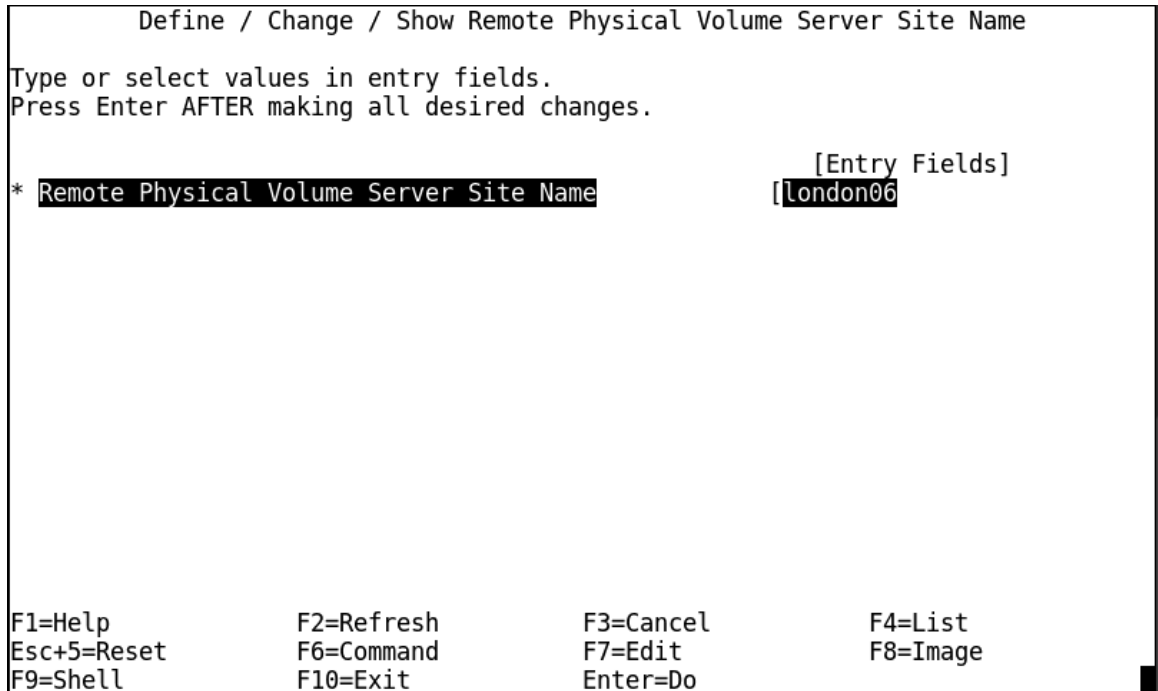 Define / Change / Show Remote Physical Volume Server Site Name
Type or select values in entry fields.
Press Enter AFTER making all desired changes.
[Entry Fields]
* Remote Physical Volume Server Site Name [london06
F1=Help F2=Refresh F3=Cancel F4=List
Esc+5=Reset F6=Command F7=Edit F8=Image
F9=Shell F10=Exit Enter=Do